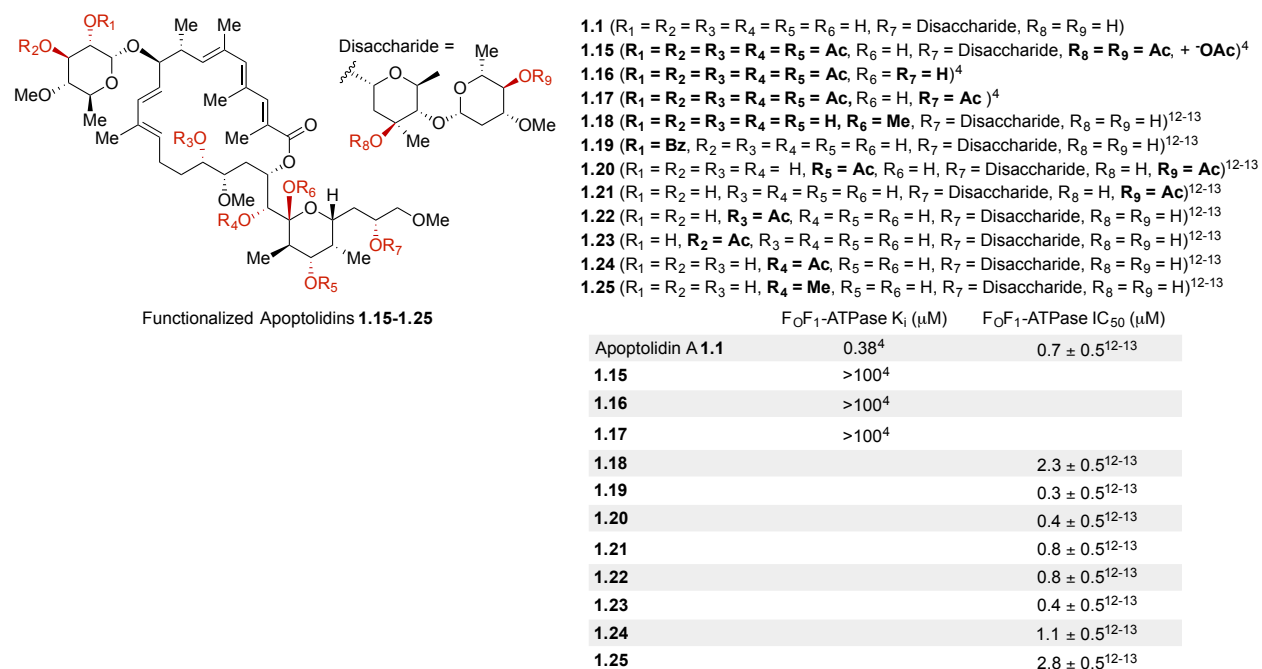 OR₁
Me
Me
R₂O
O
Me
MeO
O
Me
Me
Me
R₃O
Me
O
O
OMe
OR₆
H
R₄O
O
OMe
Me
Me
OR₇
OR₅
Disaccharide =
Me
O
O
OR₉
R₈O
Me
O
OMe
Functionalized Apoptolidins 1.15-1.25
1.1 (R₁ = R₂ = R₃ = R₄ = R₅ = R₆ = H, R₇ = Disaccharide, R₈ = R₉ = H)
1.15 (R₁ = R₂ = R₃ = R₄ = R₅ = Ac, R₆ = H, R₇ = Disaccharide, R₈ = R₉ = Ac, + ⁻OAc)⁴
1.16 (R₁ = R₂ = R₃ = R₄ = R₅ = Ac, R₆ = R₇ = H)⁴
1.17 (R₁ = R₂ = R₃ = R₄ = R₅ = Ac, R₆ = H, R₇ = Ac )⁴
1.18 (R₁ = R₂ = R₃ = R₄ = R₅ = H, R₆ = Me, R₇ = Disaccharide, R₈ = R₉ = H)¹²⁻¹³
1.19 (R₁ = Bz, R₂ = R₃ = R₄ = R₅ = R₆ = H, R₇ = Disaccharide, R₈ = R₉ = H)¹²⁻¹³
1.20 (R₁ = R₂ = R₃ = R₄ = H, R₅ = Ac, R₆ = H, R₇ = Disaccharide, R₈ = H, R₉ = Ac)¹²⁻¹³
1.21 (R₁ = R₂ = H, R₃ = R₄ = R₅ = R₆ = H, R₇ = Disaccharide, R₈ = H, R₉ = Ac)¹²⁻¹³
1.22 (R₁ = R₂ = H, R₃ = Ac, R₄ = R₅ = R₆ = H, R₇ = Disaccharide, R₈ = R₉ = H)¹²⁻¹³
1.23 (R₁ = H, R₂ = Ac, R₃ = R₄ = R₅ = R₆ = H, R₇ = Disaccharide, R₈ = R₉ = H)¹²⁻¹³
1.24 (R₁ = R₂ = R₃ = H, R₄ = Ac, R₅ = R₆ = H, R₇ = Disaccharide, R₈ = R₉ = H)¹²⁻¹³
1.25 (R₁ = R₂ = R₃ = H, R₄ = Me, R₅ = R₆ = H, R₇ = Disaccharide, R₈ = R₉ = H)¹²⁻¹³
F_OF₁-ATPase Kᵢ (μM) F_OF₁-ATPase IC₅₀ (μM)
Apoptolidin A 1.1 0.38⁴ 0.7 ± 0.5¹²⁻¹³
1.15 >100⁴
1.16 >100⁴
1.17 >100⁴
1.18 2.3 ± 0.5¹²⁻¹³
1.19 0.3 ± 0.5¹²⁻¹³
1.20 0.4 ± 0.5¹²⁻¹³
1.21 0.8 ± 0.5¹²⁻¹³
1.22 0.8 ± 0.5¹²⁻¹³
1.23 0.4 ± 0.5¹²⁻¹³
1.24 1.1 ± 0.5¹²⁻¹³
1.25 2.8 ± 0.5¹²⁻¹³